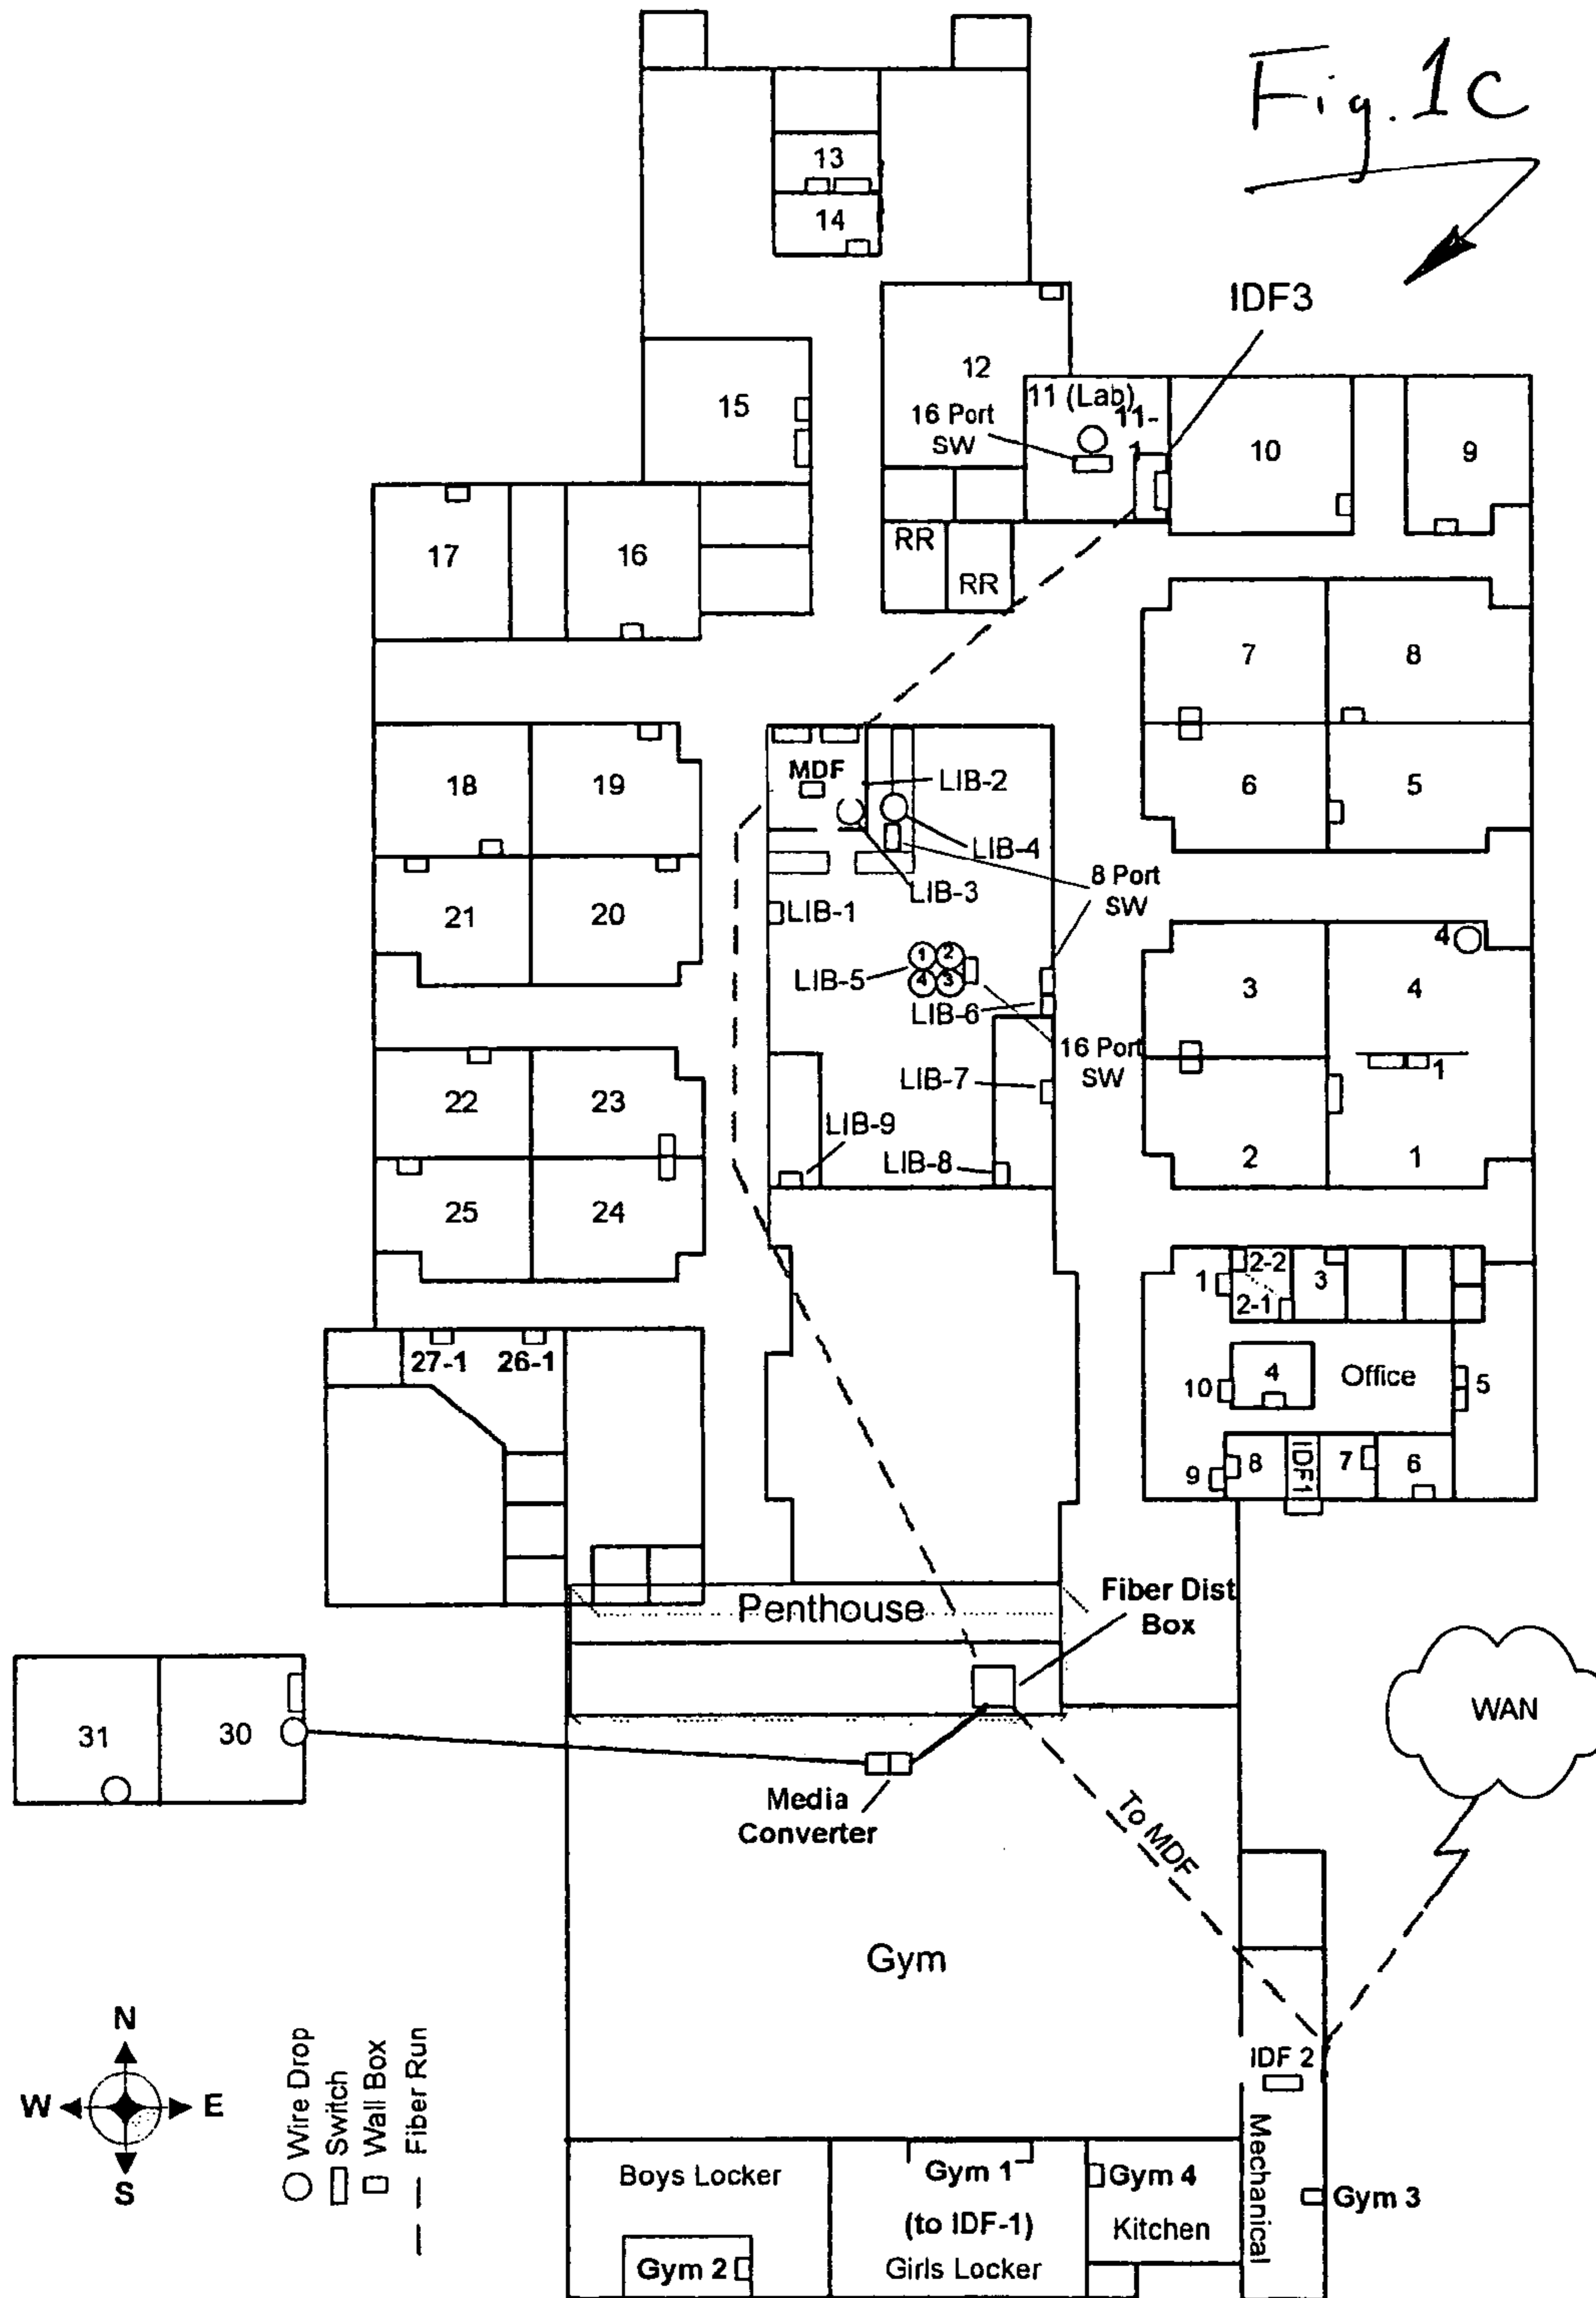 Fig. 1c
13
14
IDF3
12
15
11 (Lab)
11-
1
16 Port
SW
10
9
17
16
RR
RR
7
8
MDF
LIB-2
18
19
6
5
LIB-4
8 Port
SW
LIB-3
LIB-1
21
20
4
1 2
4 3
LIB-5
3
4
LIB-6
16 Port
SW
1
LIB-7
22
23
LIB-9
LIB-8
2
1
25
24
1
2-2
2-1
3
27-1
26-1
4
Office
10
5
8
IDF1
7
6
9
Penthouse
Fiber Dist
Box
31
30
WAN
Media
Converter
To MDF
Gym
N
W
E
S
Wire Drop
Switch
Wall Box
Fiber Run
IDF 2
Mechanical
Boys Locker
Gym 1
(to IDF-1)
Girls Locker
Gym 4
Kitchen
Gym 3
Gym 2